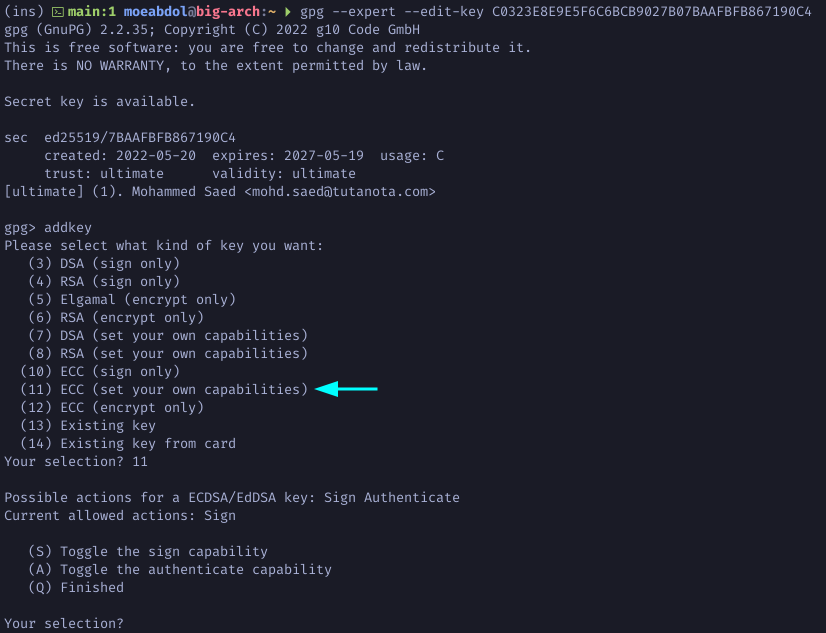 (ins) main:1 moeabdol@big-arch:~ gpg --expert --edit-key C0323E8E9E5F6C6BCB9027B07BAAFBFB867190C4
gpg (GnuPG) 2.2.35; Copyright (C) 2022 g10 Code GmbH
This is free software: you are free to change and redistribute it.
There is NO WARRANTY, to the extent permitted by law.

Secret key is available.

sec  ed25519/7BAAFBFB867190C4
     created: 2022-05-20  expires: 2027-05-19  usage: C
     trust: ultimate      validity: ultimate
[ultimate] (1). Mohammed Saed <mohd.saed@tutanota.com>

gpg> addkey
Please select what kind of key you want:
   (3) DSA (sign only)
   (4) RSA (sign only)
   (5) Elgamal (encrypt only)
   (6) RSA (encrypt only)
   (7) DSA (set your own capabilities)
   (8) RSA (set your own capabilities)
  (10) ECC (sign only)
  (11) ECC (set your own capabilities)
  (12) ECC (encrypt only)
  (13) Existing key
  (14) Existing key from card
Your selection? 11

Possible actions for a ECDSA/EdDSA key: Sign Authenticate
Current allowed actions: Sign

   (S) Toggle the sign capability
   (A) Toggle the authenticate capability
   (Q) Finished

Your selection?